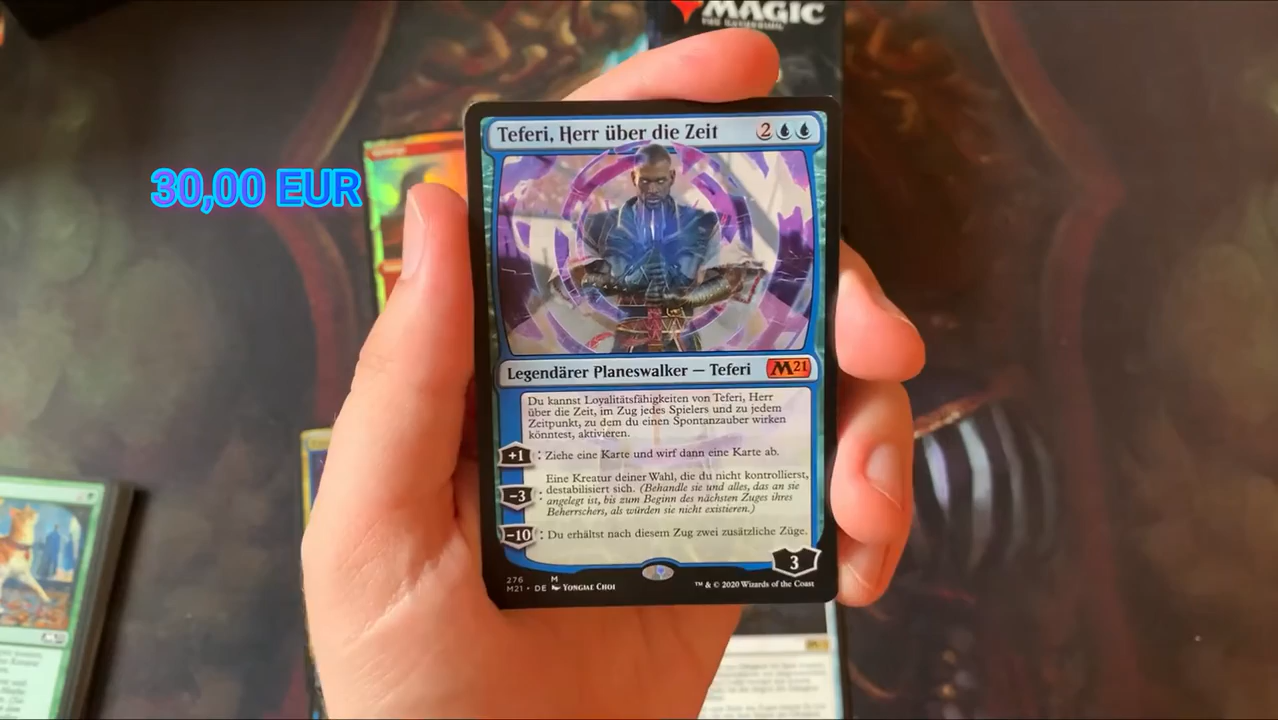 MAGIC
THE GATHERING
Teferi, Herr über die Zeit 2
30,00 EUR
Legendärer Planeswalker — Teferi M21
Du kannst Loyalitätsfähigkeiten von Teferi, Herr
über die Zeit, im Zug jedes Spielers und zu jedem
Zeitpunkt, zu dem du einen Spontanzauber wirken
könntest, aktivieren.
+1 : Ziehe eine Karte und wirf dann eine Karte ab.
Eine Kreatur deiner Wahl, die du nicht kontrollierst,
−3 : destabilisiert sich. (Behandle sie und alles, das an sie
angelegt ist, bis zum Beginn des nächsten Zuges ihres
Beherrschers, als würden sie nicht existieren.)
−10 : Du erhältst nach diesem Zug zwei zusätzliche Züge.
3
276 M
M21 • DE YONGJAE CHOI
™ & © 2020 Wizards of the Coast